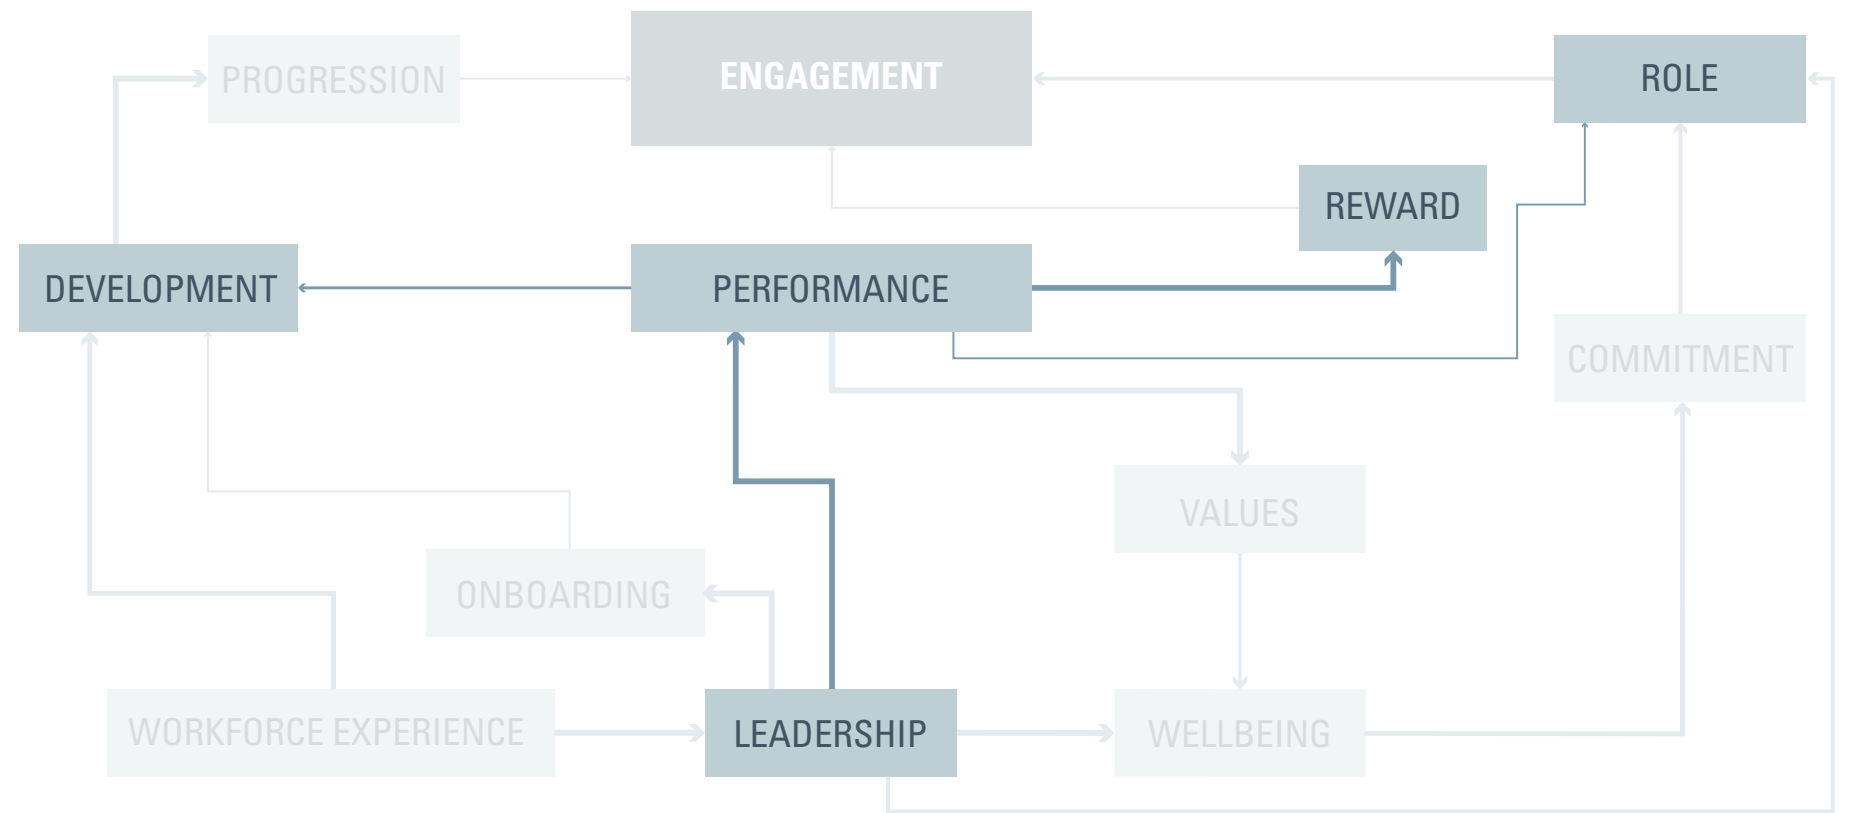 PROGRESSION
ENGAGEMENT
ROLE
REWARD
DEVELOPMENT
PERFORMANCE
COMMITMENT
VALUES
ONBOARDING
WORKFORCE EXPERIENCE
LEADERSHIP
WELLBEING